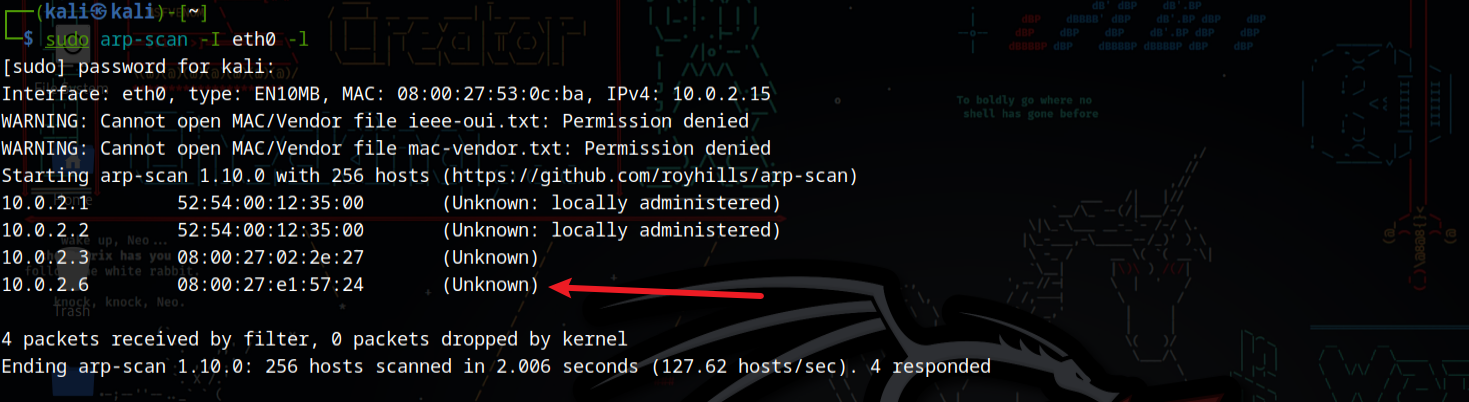 ┌──(kali㉿kali)-[~]
└─$ sudo arp-scan -I eth0 -l
[sudo] password for kali:
Interface: eth0, type: EN10MB, MAC: 08:00:27:53:0c:ba, IPv4: 10.0.2.15
WARNING: Cannot open MAC/Vendor file ieee-oui.txt: Permission denied
WARNING: Cannot open MAC/Vendor file mac-vendor.txt: Permission denied
Starting arp-scan 1.10.0 with 256 hosts (https://github.com/royhills/arp-scan)
10.0.2.1 52:54:00:12:35:00 (Unknown: locally administered)
10.0.2.2 52:54:00:12:35:00 (Unknown: locally administered)
10.0.2.3 08:00:27:02:2e:27 (Unknown)
10.0.2.6 08:00:27:e1:57:24 (Unknown)
4 packets received by filter, 0 packets dropped by kernel
Ending arp-scan 1.10.0: 256 hosts scanned in 2.006 seconds (127.62 hosts/sec). 4 responded
To boldly go where no
shell has gone before
Home
wake up, Neo...
has you
follow the white rabbit.
knock, knock, Neo.
Trash